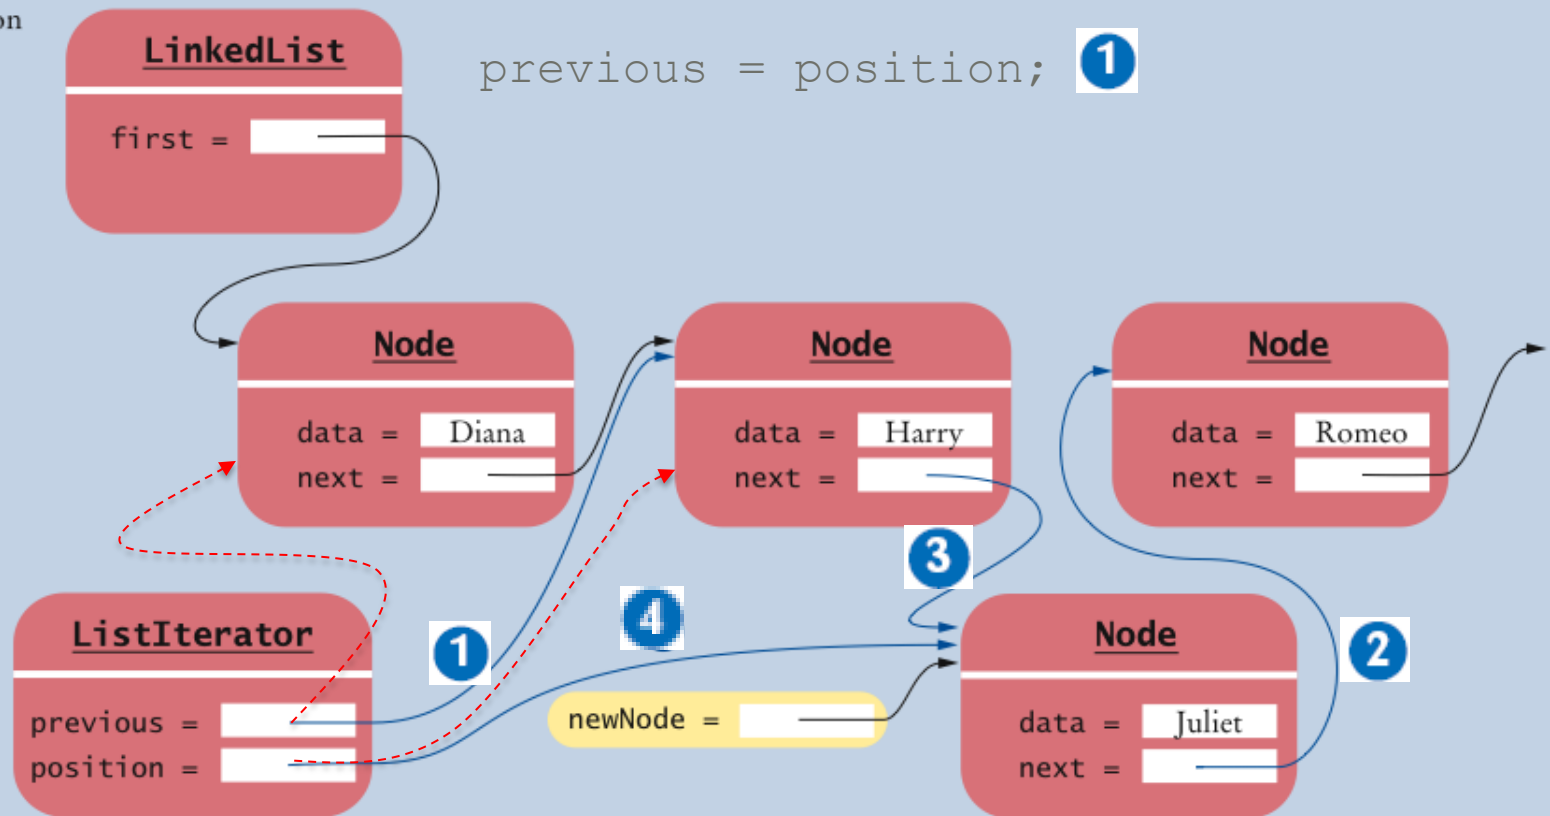 on
LinkedList
previous = position; 1
first =
Node
data = Diana
next =
Node
data = Harry
next =
Node
data = Romeo
next =
3
4
1
2
ListIterator
previous =
position =
newNode =
Node
data = Juliet
next =